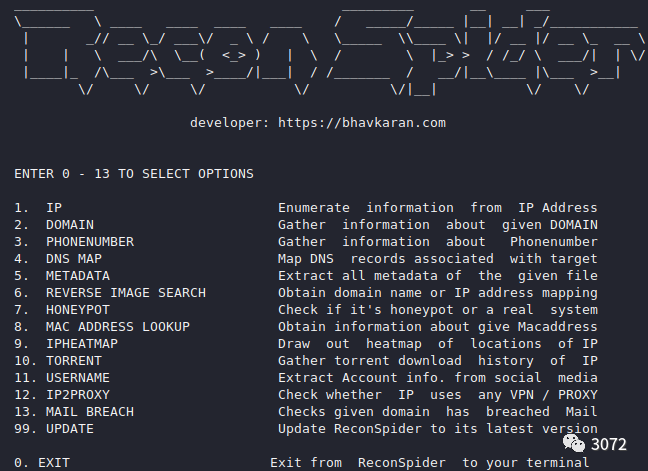 Recon Spider
developer: https://bhavkaran.com
ENTER 0 - 13 TO SELECT OPTIONS
1. IP Enumerate information from IP Address
2. DOMAIN Gather information about given DOMAIN
3. PHONENUMBER Gather information about Phonenumber
4. DNS MAP Map DNS records associated with target
5. METADATA Extract all metadata of the given file
6. REVERSE IMAGE SEARCH Obtain domain name or IP address mapping
7. HONEYPOT Check if it's honeypot or a real system
8. MAC ADDRESS LOOKUP Obtain information about give Macaddress
9. IPHEATMAP Draw out heatmap of locations of IP
10. TORRENT Gather torrent download history of IP
11. USERNAME Extract Account info. from social media
12. IP2PROXY Check whether IP uses any VPN / PROXY
13. MAIL BREACH Checks given domain has breached Mail
99. UPDATE Update ReconSpider to its latest version
3072
0. EXIT Exit from ReconSpider to your terminal